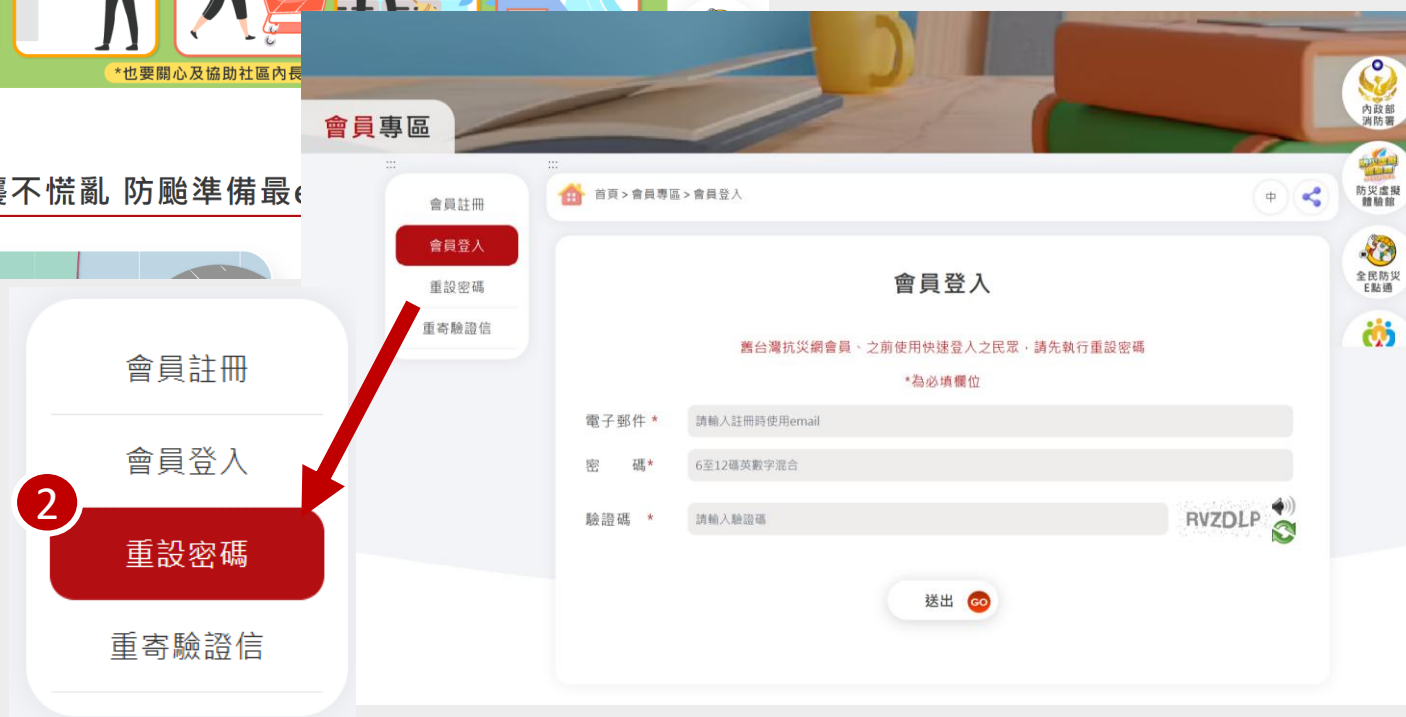 *也要關心及協助社區內長
不慌亂 防颱準備最
會員專區
:::
會員註冊
會員登入
重設密碼
重寄驗證信
:::
首頁>會員專區>會員登入
中
會員登入
舊台灣抗災網會員、之前使用快速登入之民眾，請先執行重設密碼
*為必填欄位
電子郵件 *
請輸入註冊時使用email
密 碼*
6至12碼英數字混合
驗證碼 *
請輸入驗證碼
RVZDLP
送出 GO
內政部
消防署
防災虛擬
體驗館
全民防災
E點通
會員註冊
會員登入
2
重設密碼
重寄驗證信